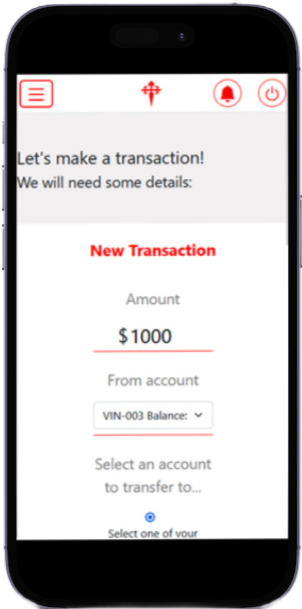 Let's make a transaction!
We will need some details:
New Transaction
Amount
$1000
From account
VIN-003 Balance:
Select an account
to transfer to...
Select one of your